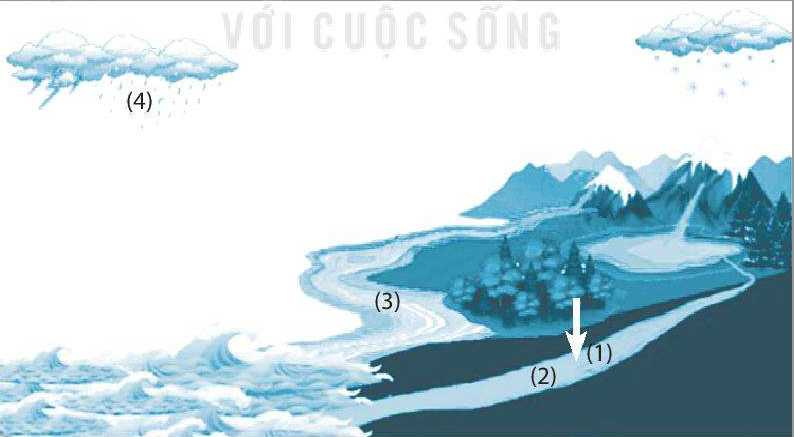 VỚI CUỘC SỐNG
(4)
(3)
(1)
(2)